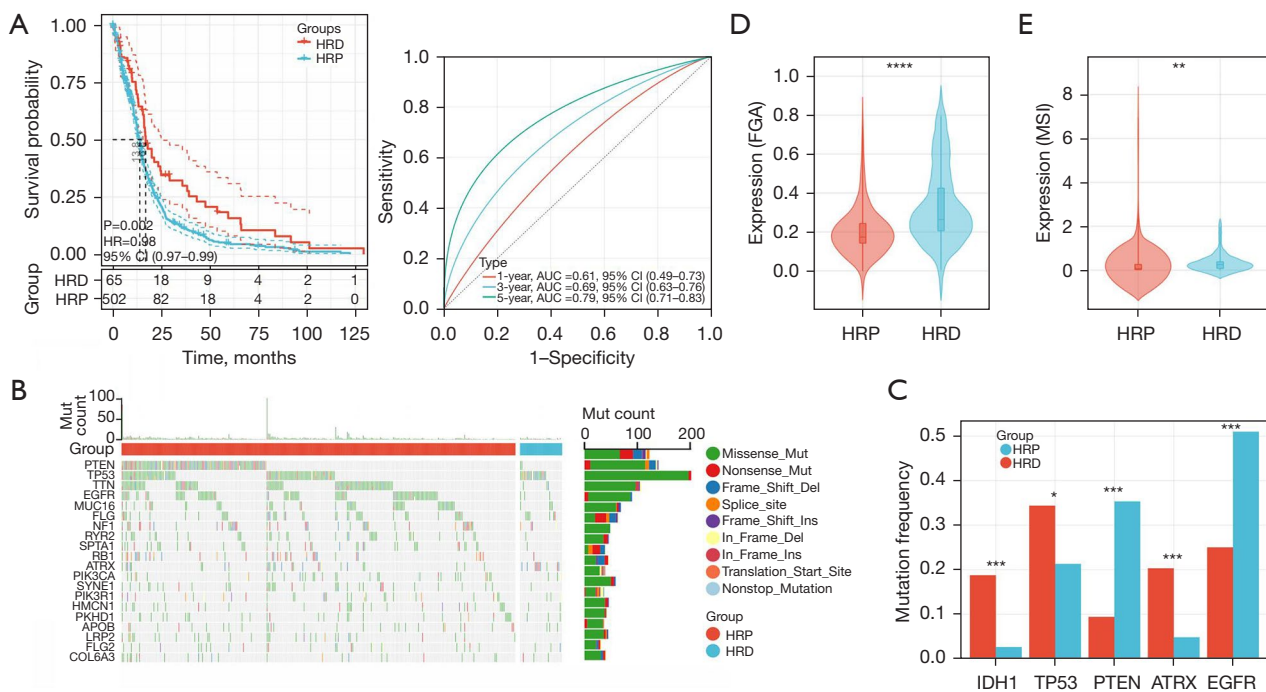 A
1.00
0.75
0.50
0.25
0.00
Survival probability
Groups
HRD
HRP
P=0.002
HR=0.98
95% CI (0.97–0.99)
Group
HRD 65 18 9 4 2 1
HRP 502 82 18 4 2 0
0 25 50 75 100 125
Time, months
1.0
0.8
0.6
0.4
0.2
0.0
Sensitivity
Type
1-year, AUC =0.61, 95% CI (0.49–0.73)
3-year, AUC =0.69, 95% CI (0.63–0.76)
5-year, AUC =0.79, 95% CI (0.71–0.83)
0.0 0.2 0.4 0.6 0.8 1.0
1–Specificity
D
****
1.0
0.8
0.6
0.4
0.2
0.0
Expression (FGA)
HRP HRD
E
**
8
6
4
2
0
Expression (MSI)
HRP HRD
B
Mut
count
100
50
0
Group
PTEN
TP53
TTN
EGFR
MUC16
FLG
NF1
RYR2
SPTA1
RB1
ATRX
PIK3CA
SYNE1
PIK3R1
HMCN1
PKHD1
APOB
LRP2
FLG2
COL6A3
Mut count
0 100 200
Missense_Mut
Nonsense_Mut
Frame_Shift_Del
Splice_site
Frame_Shift_Ins
In_Frame_Del
In_Frame_Ins
Translation_Start_Site
Nonstop_Mutation
Group
HRP
HRD
C
0.5
0.4
0.3
0.2
0.1
0.0
Mutation frequency
Group
HRP
HRD
*** * *** *** ***
IDH1 TP53 PTEN ATRX EGFR